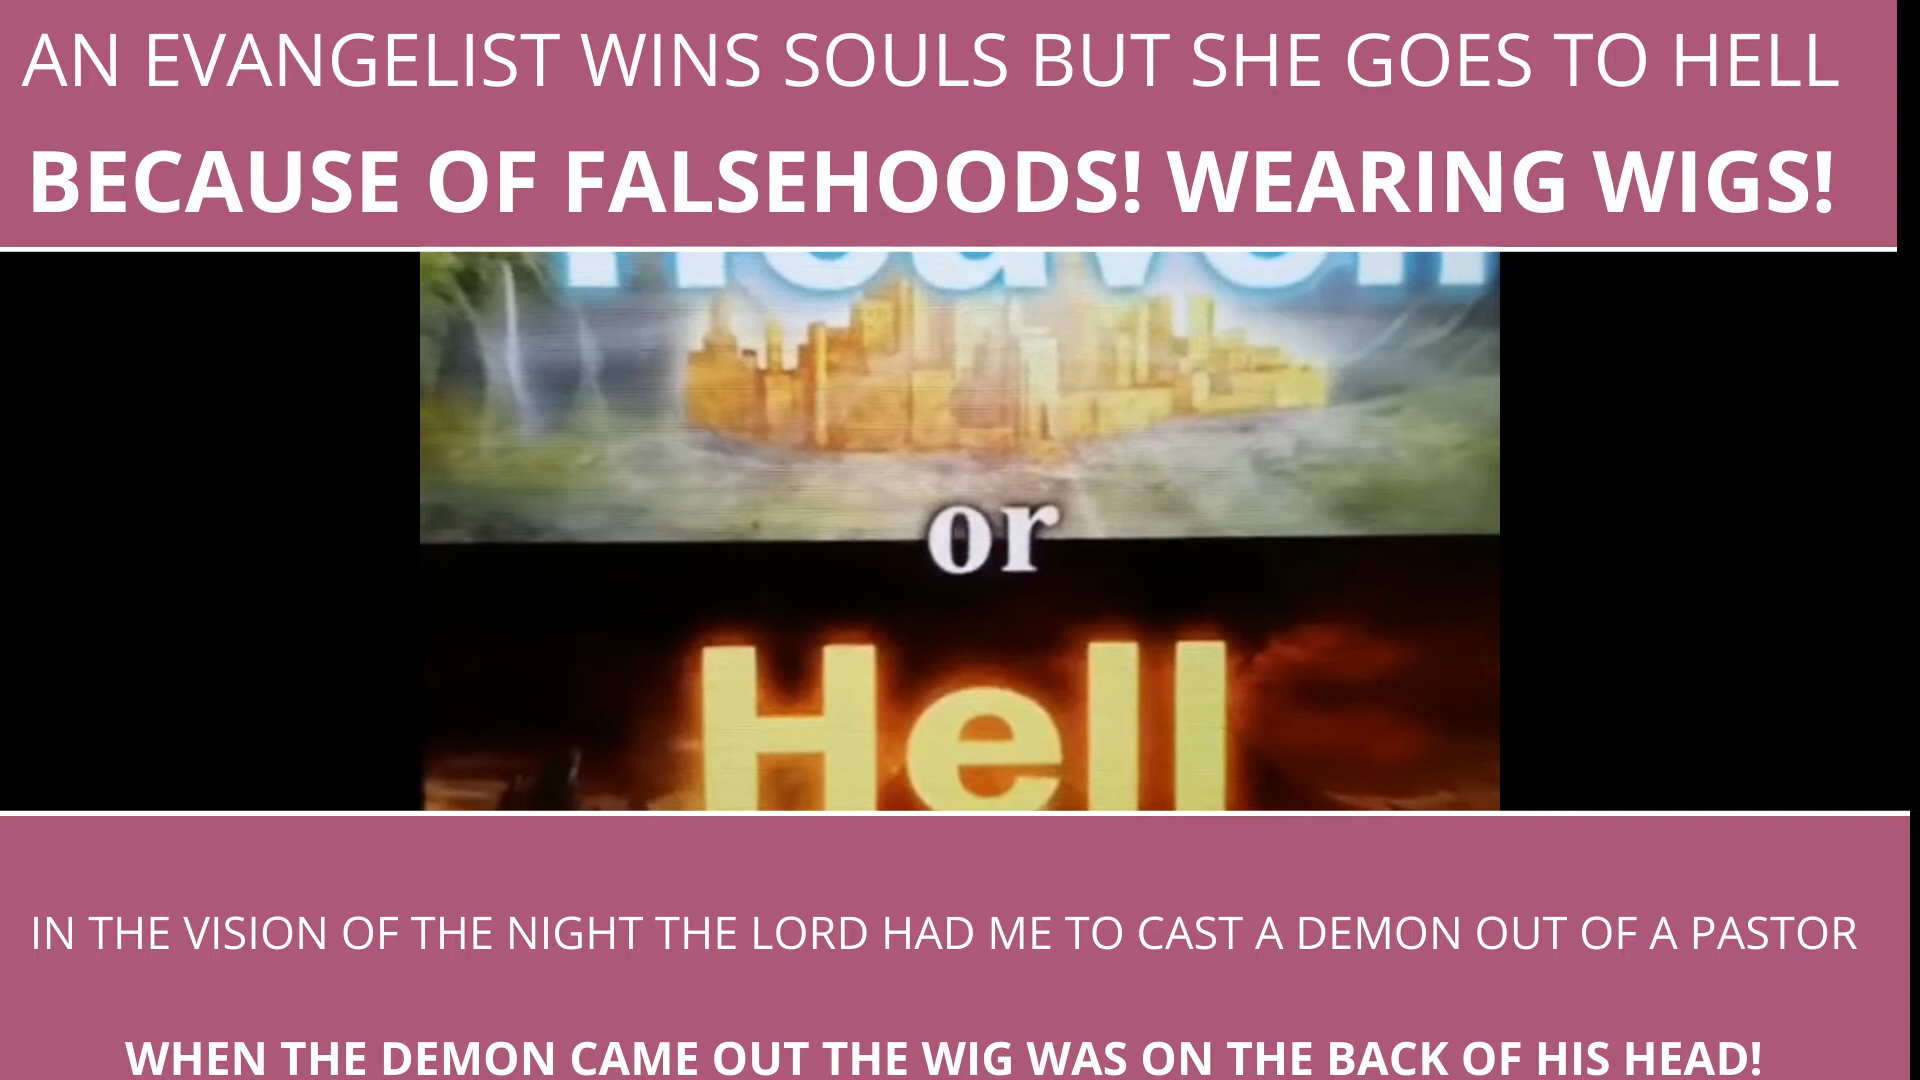 AN EVANGELIST WINS SOULS BUT SHE GOES TO HELL
BECAUSE OF FALSEHOODS! WEARING WIGS!
Heaven
or
Hell
IN THE VISION OF THE NIGHT THE LORD HAD ME TO CAST A DEMON OUT OF A PASTOR
WHEN THE DEMON CAME OUT THE WIG WAS ON THE BACK OF HIS HEAD!